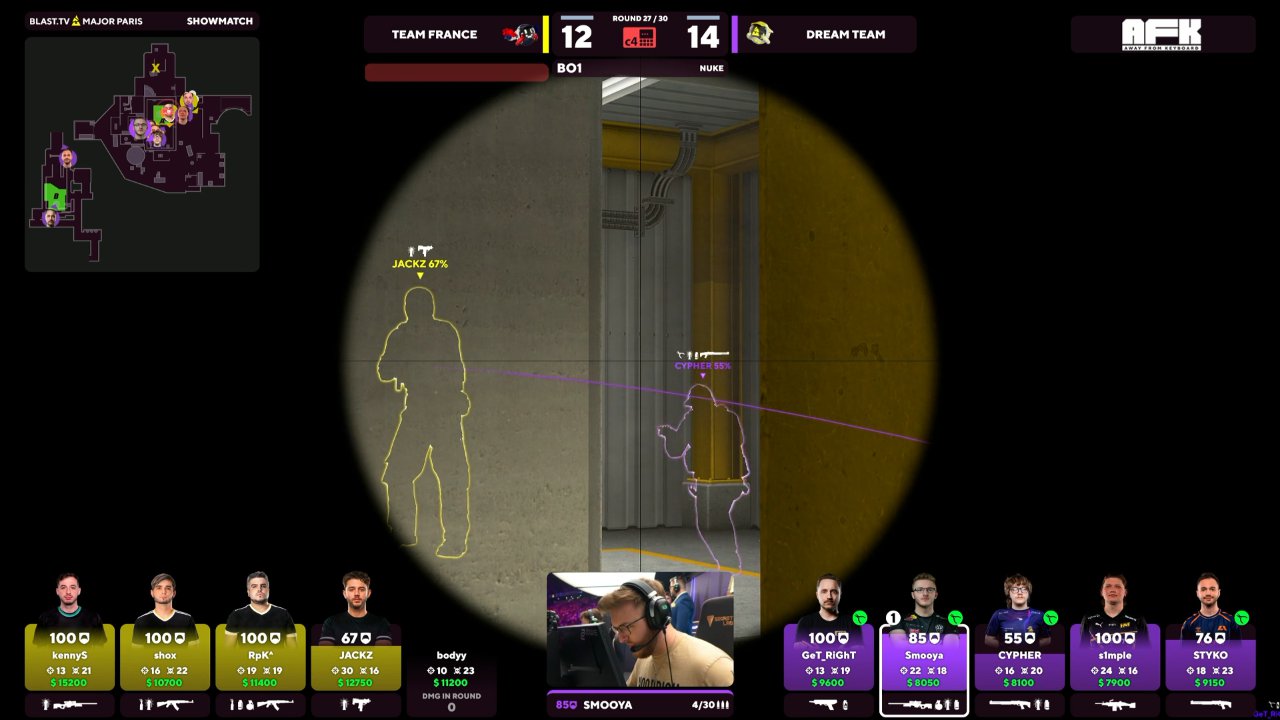 BLAST.TV MAJOR PARIS SHOWMATCH
TEAM FRANCE
12
ROUND 27 / 30
C4
14
DREAM TEAM
AFK
AWAY FROM KEYBOARD
BO1 NUKE
JACKZ 67%
CYPHER 55%
X
100
kennyS
13 21
$ 15200
100
shox
16 22
$ 10700
100
RpK^
19 19
$ 11400
67
JACKZ
30 16
$ 12750
bodyy
10 23
$ 11200
DMG IN ROUND
0
85 SMOOYA 4/30
100
GeT_RiGhT
13 19
$ 9600
1
85
Smooya
22 18
$ 8050
55
CYPHER
16 20
$ 8100
100
s1mple
24 16
$ 7900
76
STYKO
18 23
$ 9150